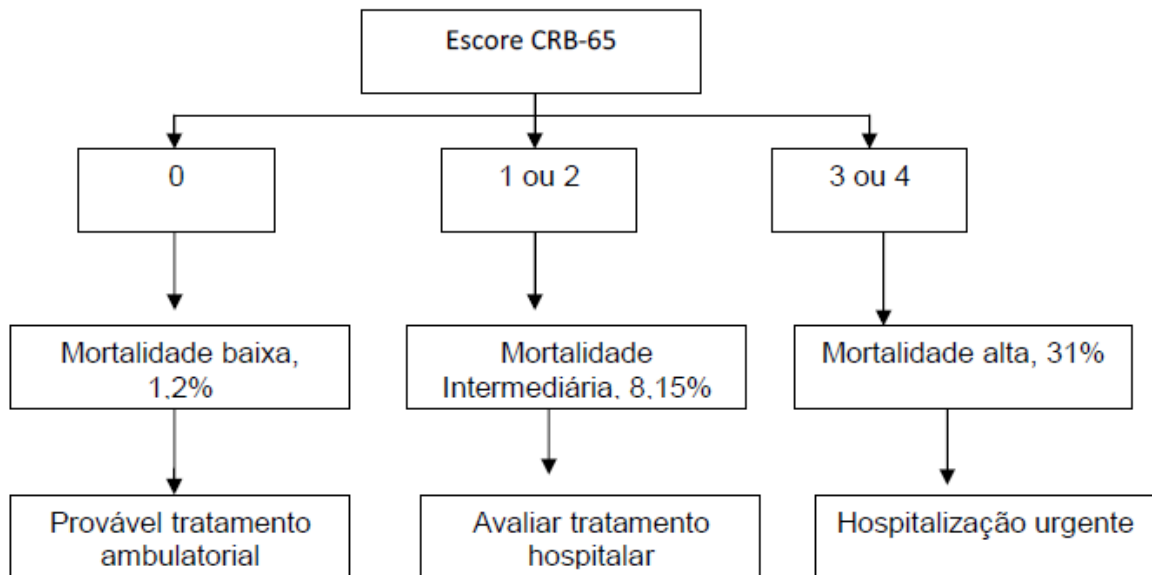 Escore CRB-65
0
1 ou 2
3 ou 4
Mortalidade baixa,
1,2%
Mortalidade
Intermediária, 8,15%
Mortalidade alta, 31%
Provável tratamento
ambulatorial
Avaliar tratamento
hospitalar
Hospitalização urgente